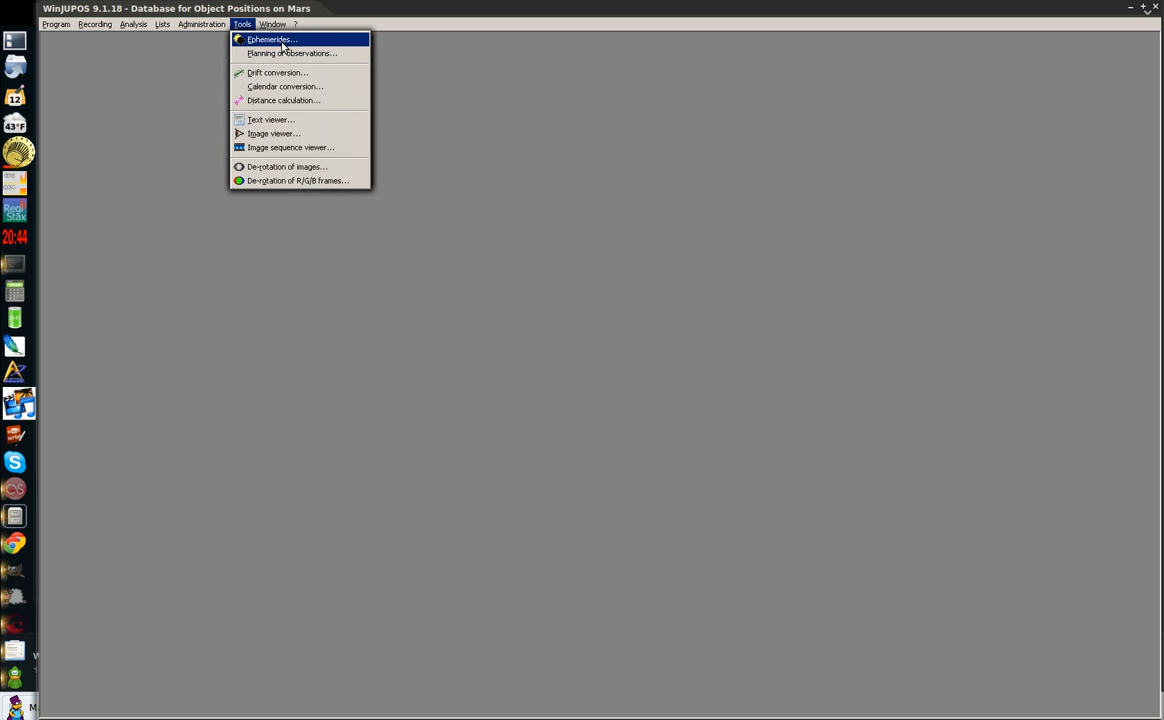 WinJUPOS 9.1.18 - Database for Object Positions on Mars
Program Recording Analysis Lists Administration Tools Window ?
Ephemerides...
Planning of observations...
Drift conversion...
Calendar conversion...
Distance calculation...
Text viewer...
Image viewer...
Image sequence viewer...
De-rotation of images...
De-rotation of R/G/B frames...
12
43°F
Regi
Stax
20:44